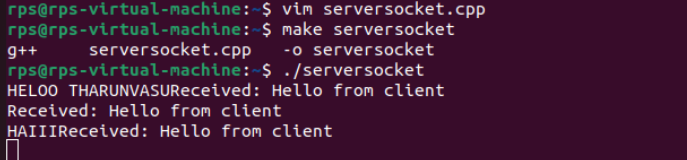 rps@rps-virtual-machine:~$ vim serversocket.cpp
rps@rps-virtual-machine:~$ make serversocket
g++     serversocket.cpp   -o serversocket
rps@rps-virtual-machine:~$ ./serversocket
HELOO THARUNVASUReceived: Hello from client
Received: Hello from client
HAIIIReceived: Hello from client